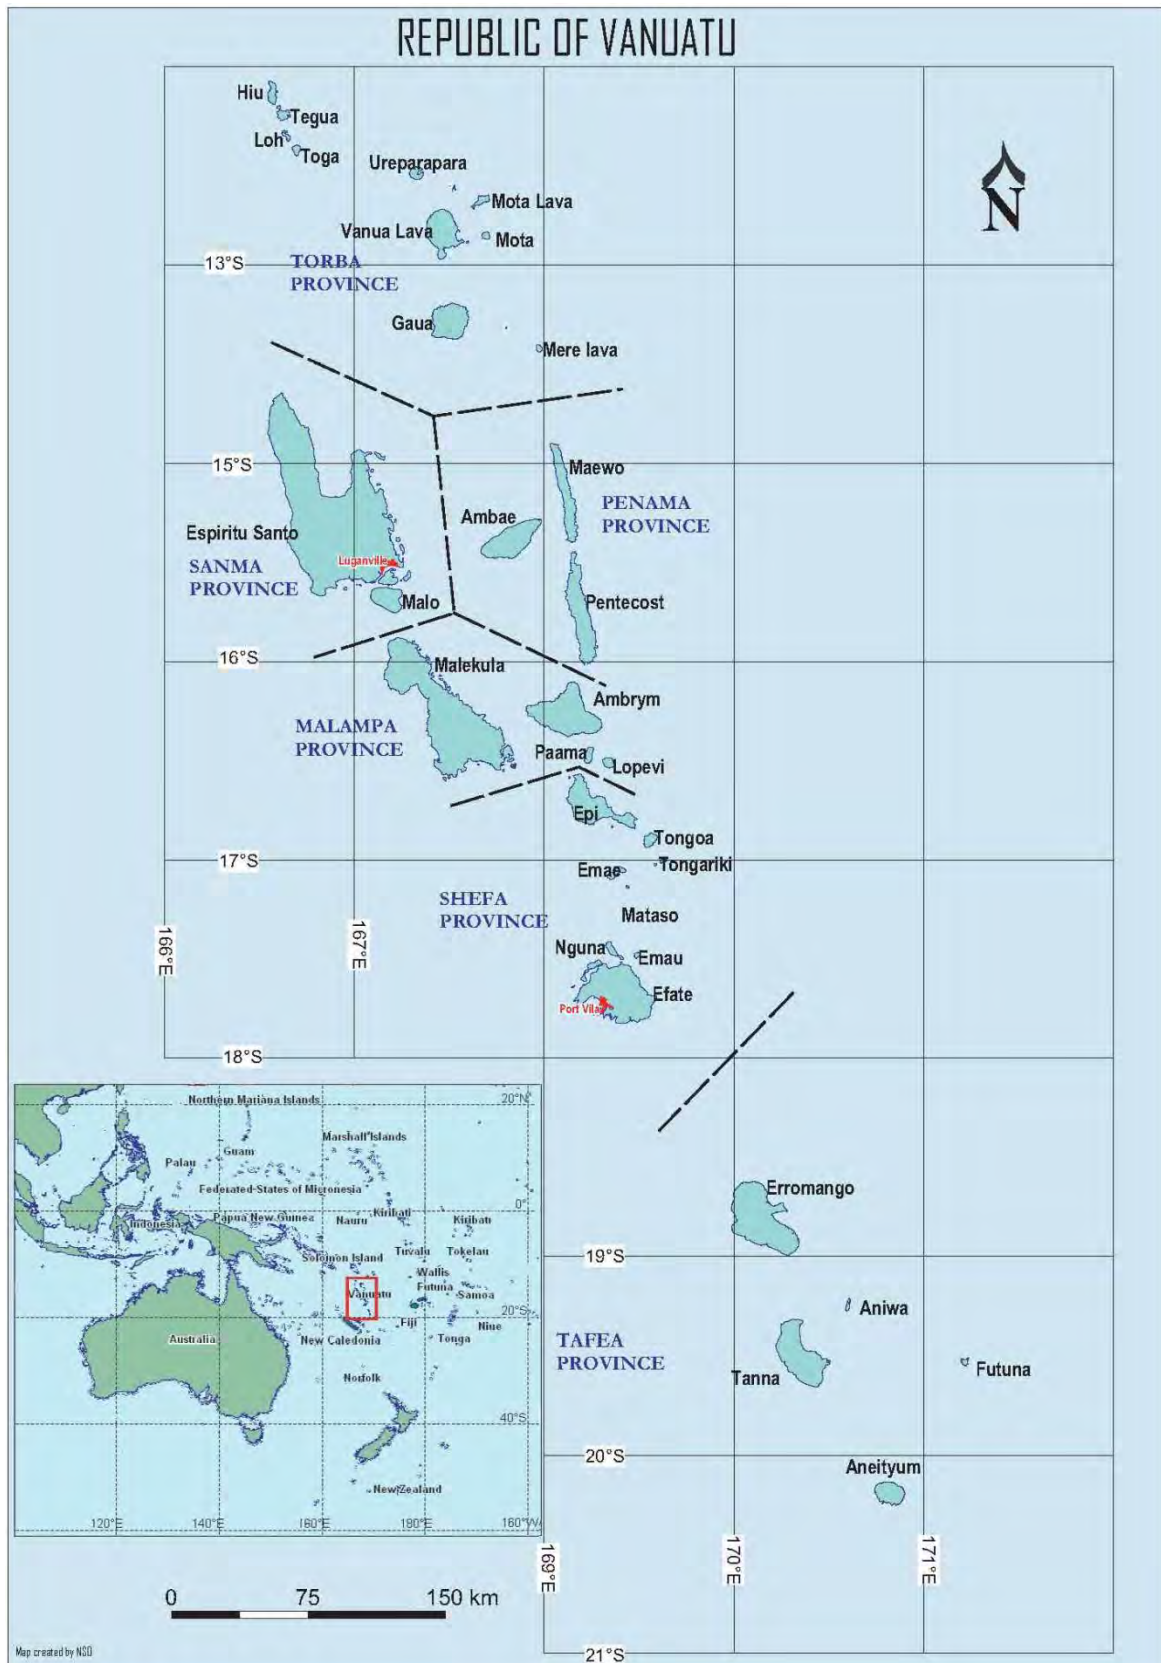 REPUBLIC OF VANUATU
Hiu
Tegua
Loh
Toga
Ureparapara
N
Mota Lava
Vanua Lava
Mota
13°S
TORBA
PROVINCE
Gaua
Mere lava
15°S
Maewo
PENAMA
PROVINCE
Ambae
Espiritu Santo
Luganville
SANMA
PROVINCE
Malo
Pentecost
16°S
Malekula
Ambrym
MALAMPA
PROVINCE
Paama
Lopevi
Epi
Tongoa
17°S
Emae
Tongariki
SHEFA
PROVINCE
Mataso
166°E
167°E
Nguna
Emau
Efate
Port Vila
18°S
Northern Mariana Islands
20°N
Marshall Islands
Guam
Palau
Federated States of Micronesia
0°
Indonesia
Papua New Guinea
Nauru
Kiribati
Kiribati
Solomon Island
Tuvalu
Tokelau
Wallis
Futuna
Vanuatu
Samoa
20°S
Australia
New Caledonia
Fiji
Tonga
Niue
Norfolk
40°S
New Zealand
120°E
140°E
160°E
180°E
160°W
Erromango
19°S
Aniwa
TAFEA
PROVINCE
Tanna
Futuna
20°S
Aneityum
169°E
170°E
171°E
0
75
150 km
21°S
Map created by NSO